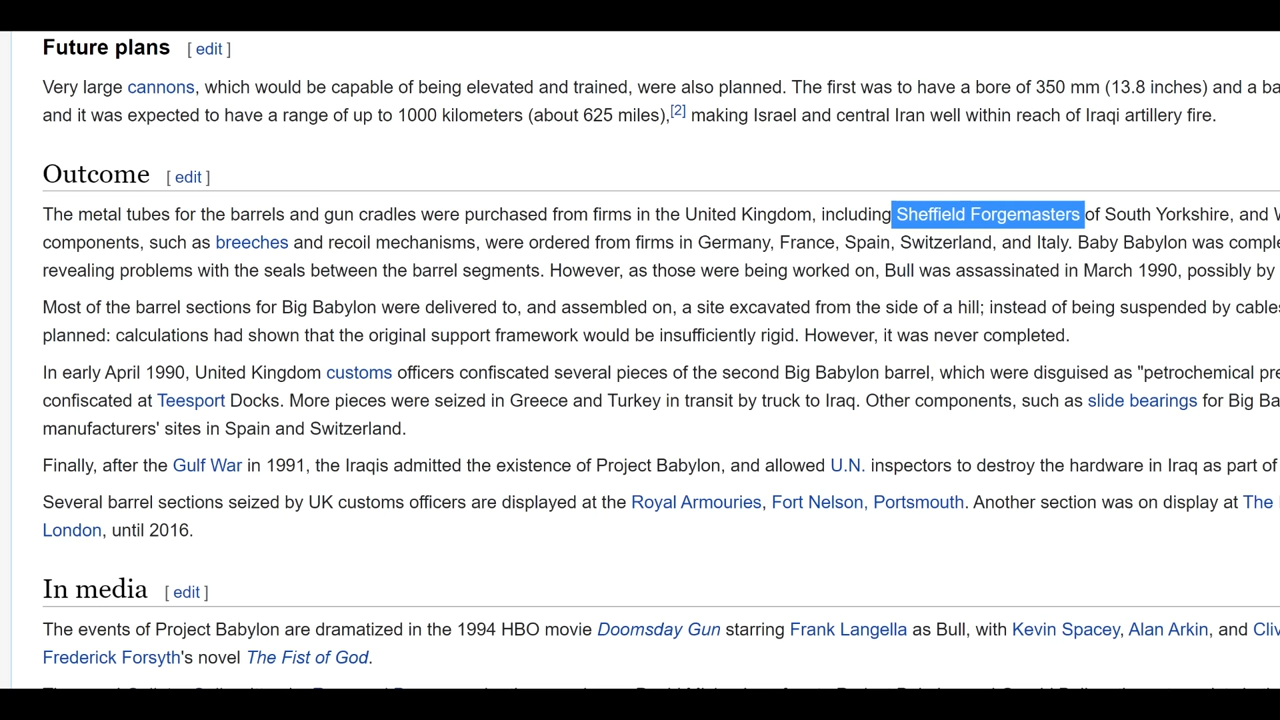 Future plans [ edit ]
Very large cannons, which would be capable of being elevated and trained, were also planned. The first was to have a bore of 350 mm (13.8 inches) and a
and it was expected to have a range of up to 1000 kilometers (about 625 miles),[2] making Israel and central Iran well within reach of Iraqi artillery fire.
Outcome [ edit ]
The metal tubes for the barrels and gun cradles were purchased from firms in the United Kingdom, including Sheffield Forgemasters of South Yorkshire, and
components, such as breeches and recoil mechanisms, were ordered from firms in Germany, France, Spain, Switzerland, and Italy. Baby Babylon was
revealing problems with the seals between the barrel segments. However, as those were being worked on, Bull was assassinated in March 1990, possibly by
Most of the barrel sections for Big Babylon were delivered to, and assembled on, a site excavated from the side of a hill; instead of being suspended by
planned: calculations had shown that the original support framework would be insufficiently rigid. However, it was never completed.
In early April 1990, United Kingdom customs officers confiscated several pieces of the second Big Babylon barrel, which were disguised as "petrochemical
confiscated at Teesport Docks. More pieces were seized in Greece and Turkey in transit by truck to Iraq. Other components, such as slide bearings for Big
manufacturers' sites in Spain and Switzerland.
Finally, after the Gulf War in 1991, the Iraqis admitted the existence of Project Babylon, and allowed U.N. inspectors to destroy the hardware in Iraq as part of
Several barrel sections seized by UK customs officers are displayed at the Royal Armouries, Fort Nelson, Portsmouth. Another section was on display at The
London, until 2016.
In media [ edit ]
The events of Project Babylon are dramatized in the 1994 HBO movie Doomsday Gun starring Frank Langella as Bull, with Kevin Spacey, Alan Arkin, and
Frederick Forsyth's novel The Fist of God.